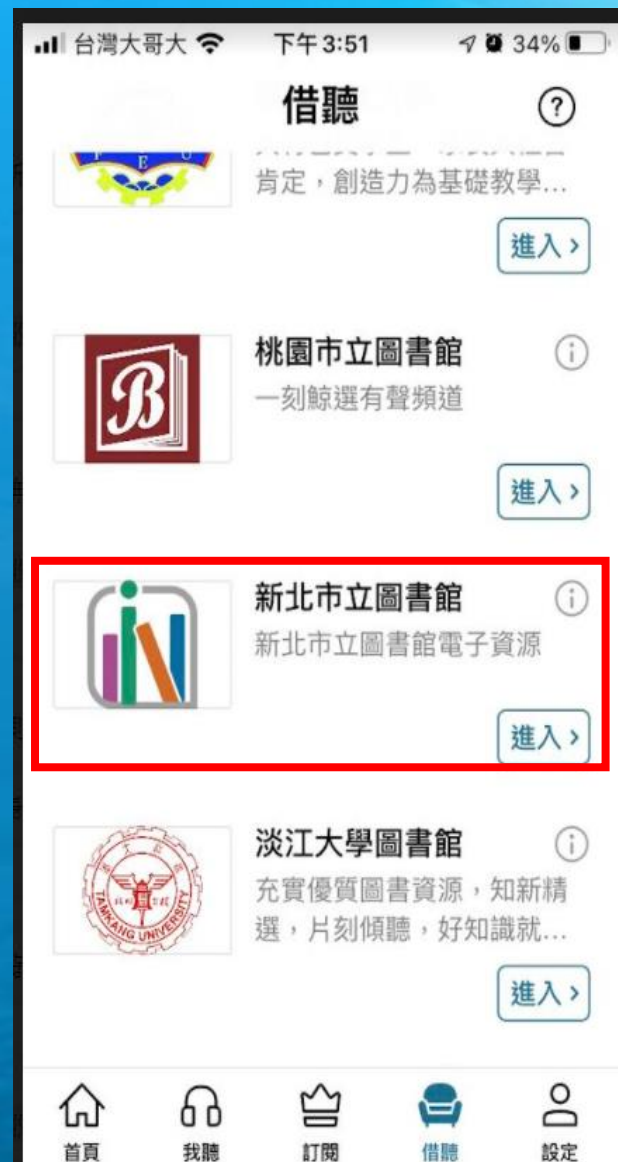 台灣大哥大 下午3:51 34%
借聽
P E U
肯定，創造力為基礎教學...
進入 >
桃園市立圖書館
一刻鯨選有聲頻道
B
進入 >
新北市立圖書館
新北市立圖書館電子資源
進入 >
淡江大學圖書館
充實優質圖書資源，知新精
選，片刻傾聽，好知識就...
TAMKANG UNIVERSITY
進入 >
首頁 我聽 訂閱 借聽 設定